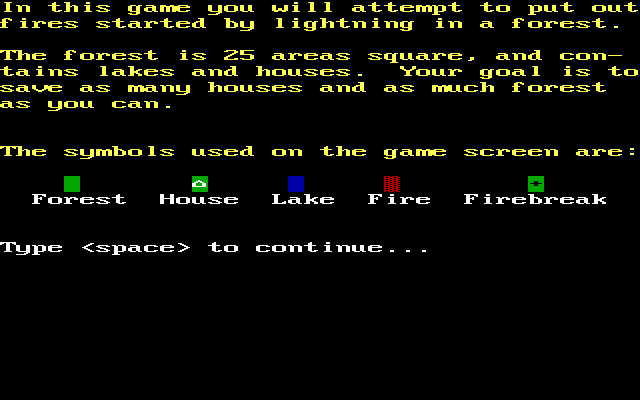 In this game you will attempt to put out
fires started by lightning in a forest.
The forest is 25 areas square, and con-
tains lakes and houses.  Your goal is to
save as many houses and as much forest
as you can.
The symbols used on the game screen are:
Forest  House  Lake  Fire  Firebreak
Type <space> to continue...